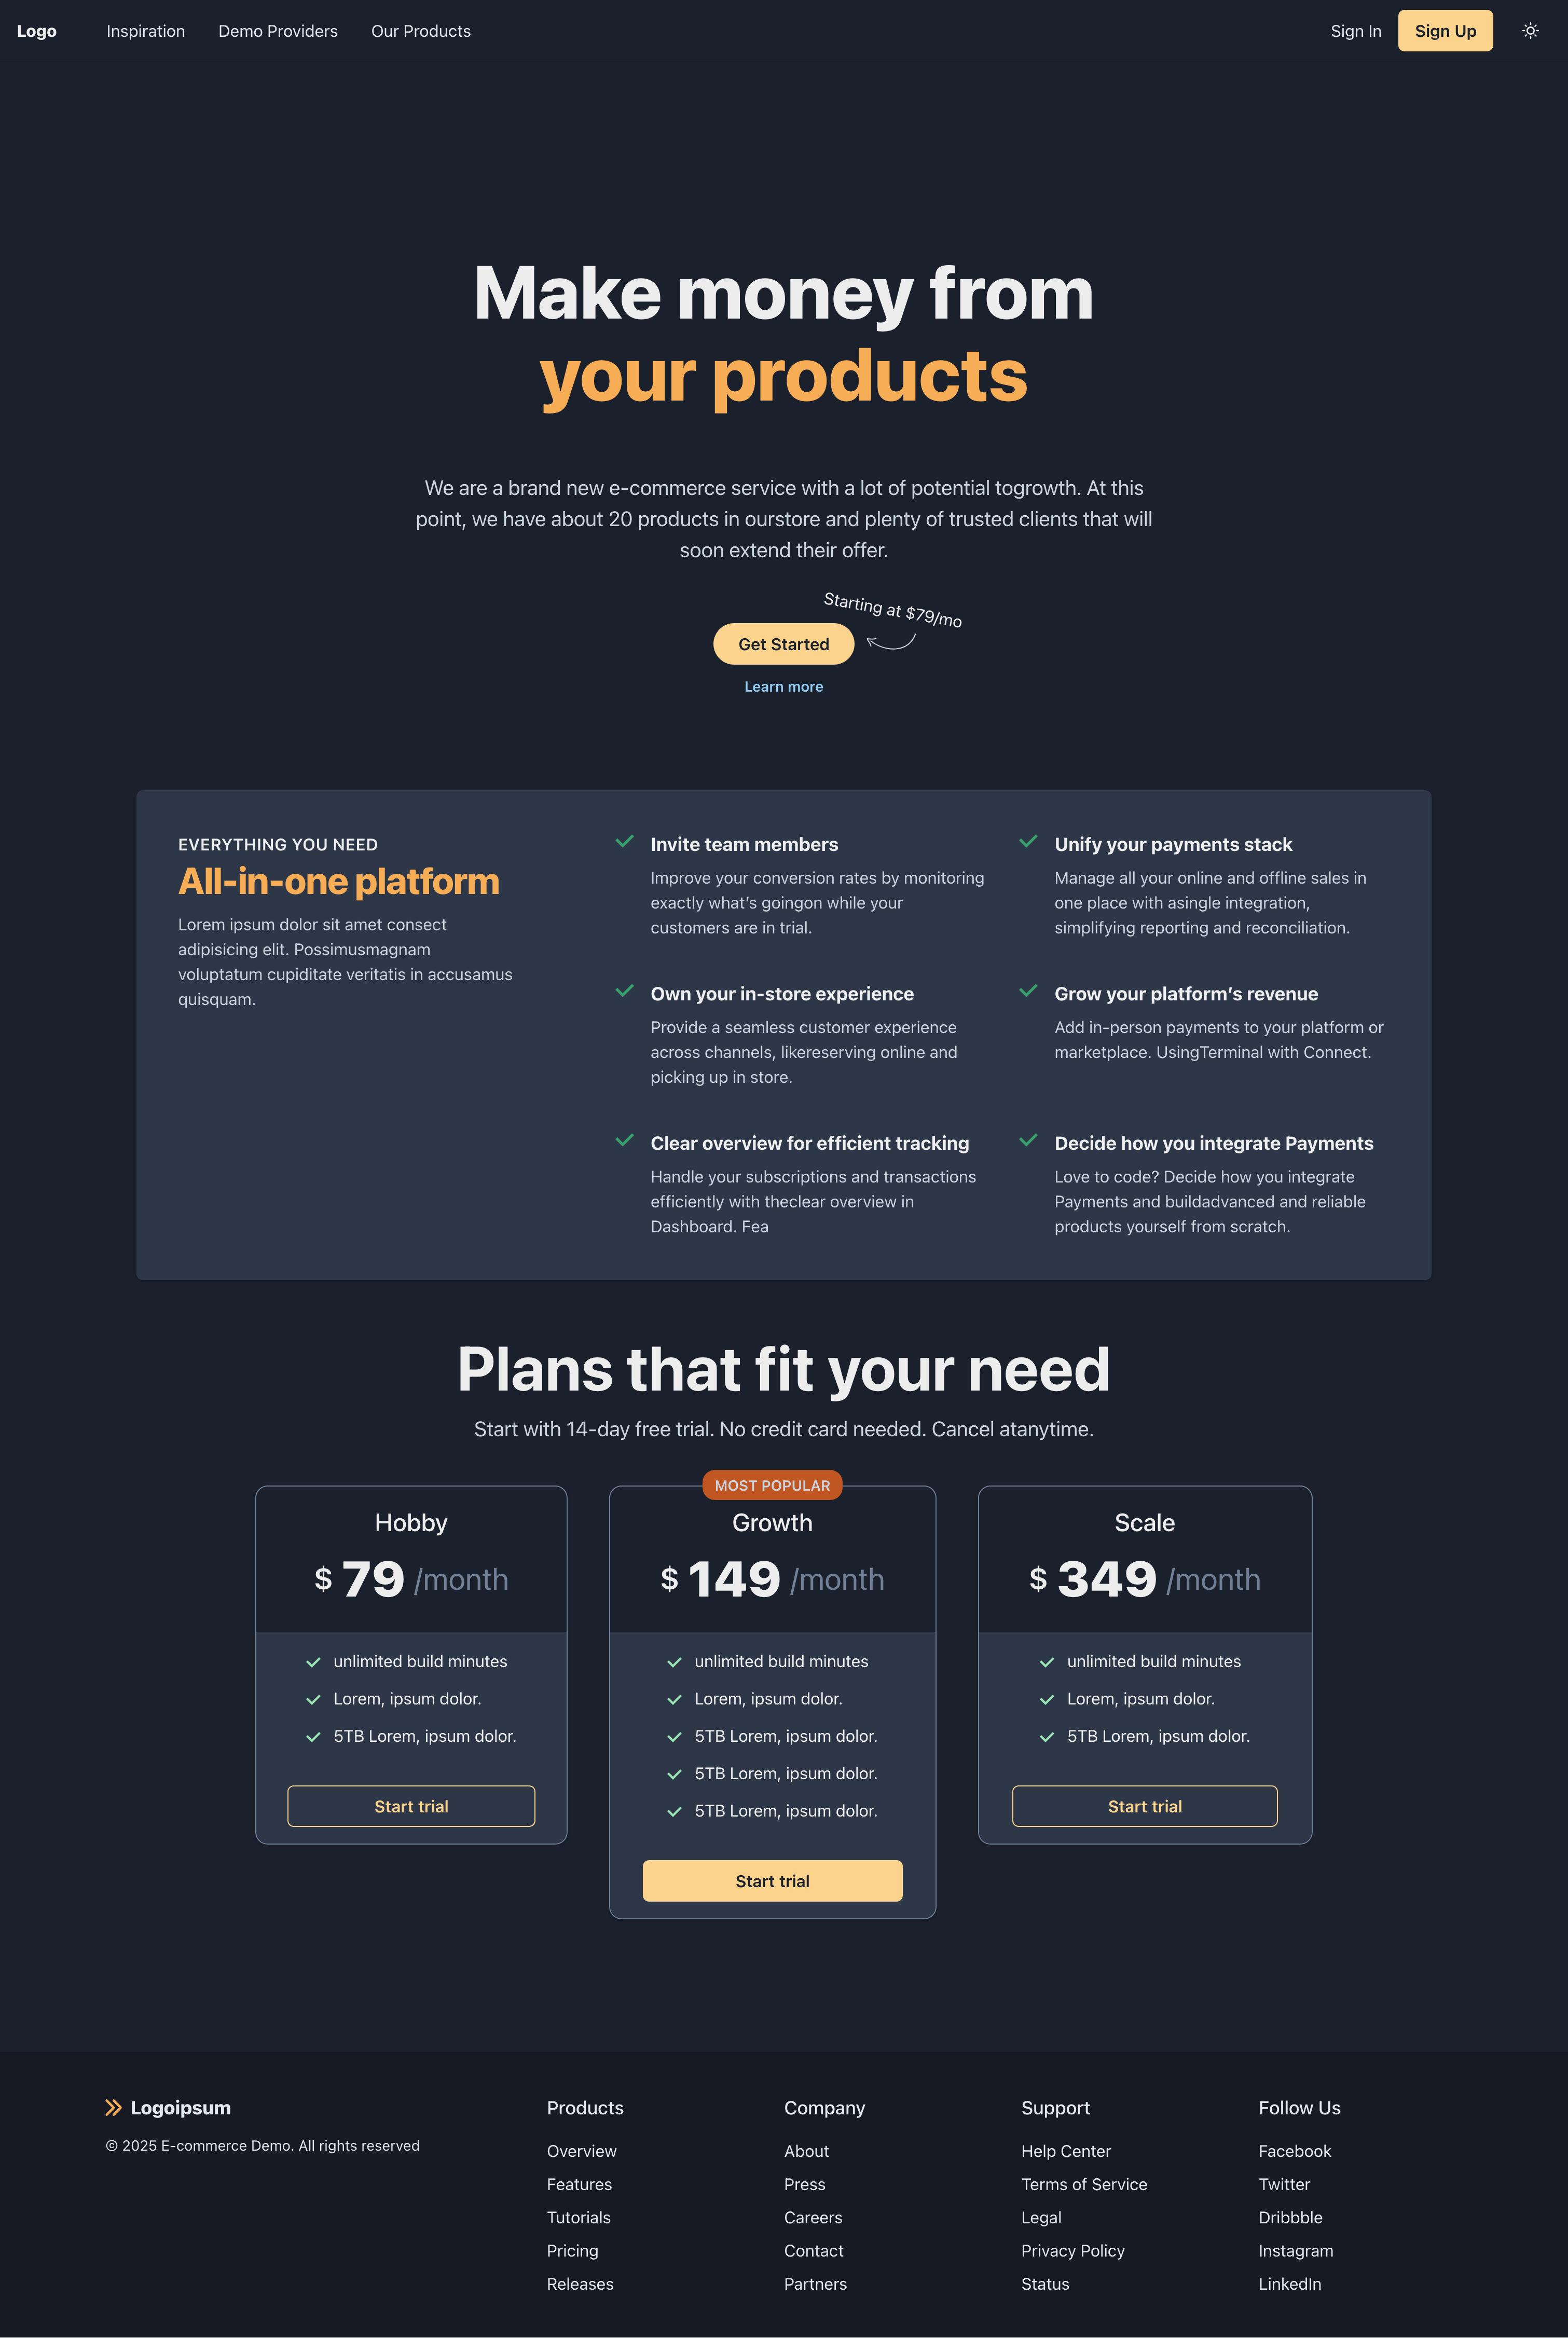 Logo
Inspiration
Demo Providers
Our Products
Sign In
Sign Up
Make money from
your products
We are a brand new e-commerce service with a lot of potential togrowth. At this
point, we have about 20 products in ourstore and plenty of trusted clients that will
soon extend their offer.
Starting at $79/mo
Get Started
Learn more
EVERYTHING YOU NEED
All-in-one platform
Lorem ipsum dolor sit amet consect
adipisicing elit. Possimusmagnam
voluptatum cupiditate veritatis in accusamus
quisquam.
Invite team members
Improve your conversion rates by monitoring
exactly what’s goingon while your
customers are in trial.
Unify your payments stack
Manage all your online and offline sales in
one place with asingle integration,
simplifying reporting and reconciliation.
Own your in-store experience
Provide a seamless customer experience
across channels, likereserving online and
picking up in store.
Grow your platform’s revenue
Add in-person payments to your platform or
marketplace. UsingTerminal with Connect.
Clear overview for efficient tracking
Handle your subscriptions and transactions
efficiently with theclear overview in
Dashboard. Fea
Decide how you integrate Payments
Love to code? Decide how you integrate
Payments and buildadvanced and reliable
products yourself from scratch.
Plans that fit your need
Start with 14-day free trial. No credit card needed. Cancel atanytime.
Hobby
$ 79 /month
unlimited build minutes
Lorem, ipsum dolor.
5TB Lorem, ipsum dolor.
Start trial
MOST POPULAR
Growth
$ 149 /month
unlimited build minutes
Lorem, ipsum dolor.
5TB Lorem, ipsum dolor.
5TB Lorem, ipsum dolor.
5TB Lorem, ipsum dolor.
Start trial
Scale
$ 349 /month
unlimited build minutes
Lorem, ipsum dolor.
5TB Lorem, ipsum dolor.
Start trial
Logoipsum
© 2025 E-commerce Demo. All rights reserved
Products
Overview
Features
Tutorials
Pricing
Releases
Company
About
Press
Careers
Contact
Partners
Support
Help Center
Terms of Service
Legal
Privacy Policy
Status
Follow Us
Facebook
Twitter
Dribbble
Instagram
LinkedIn